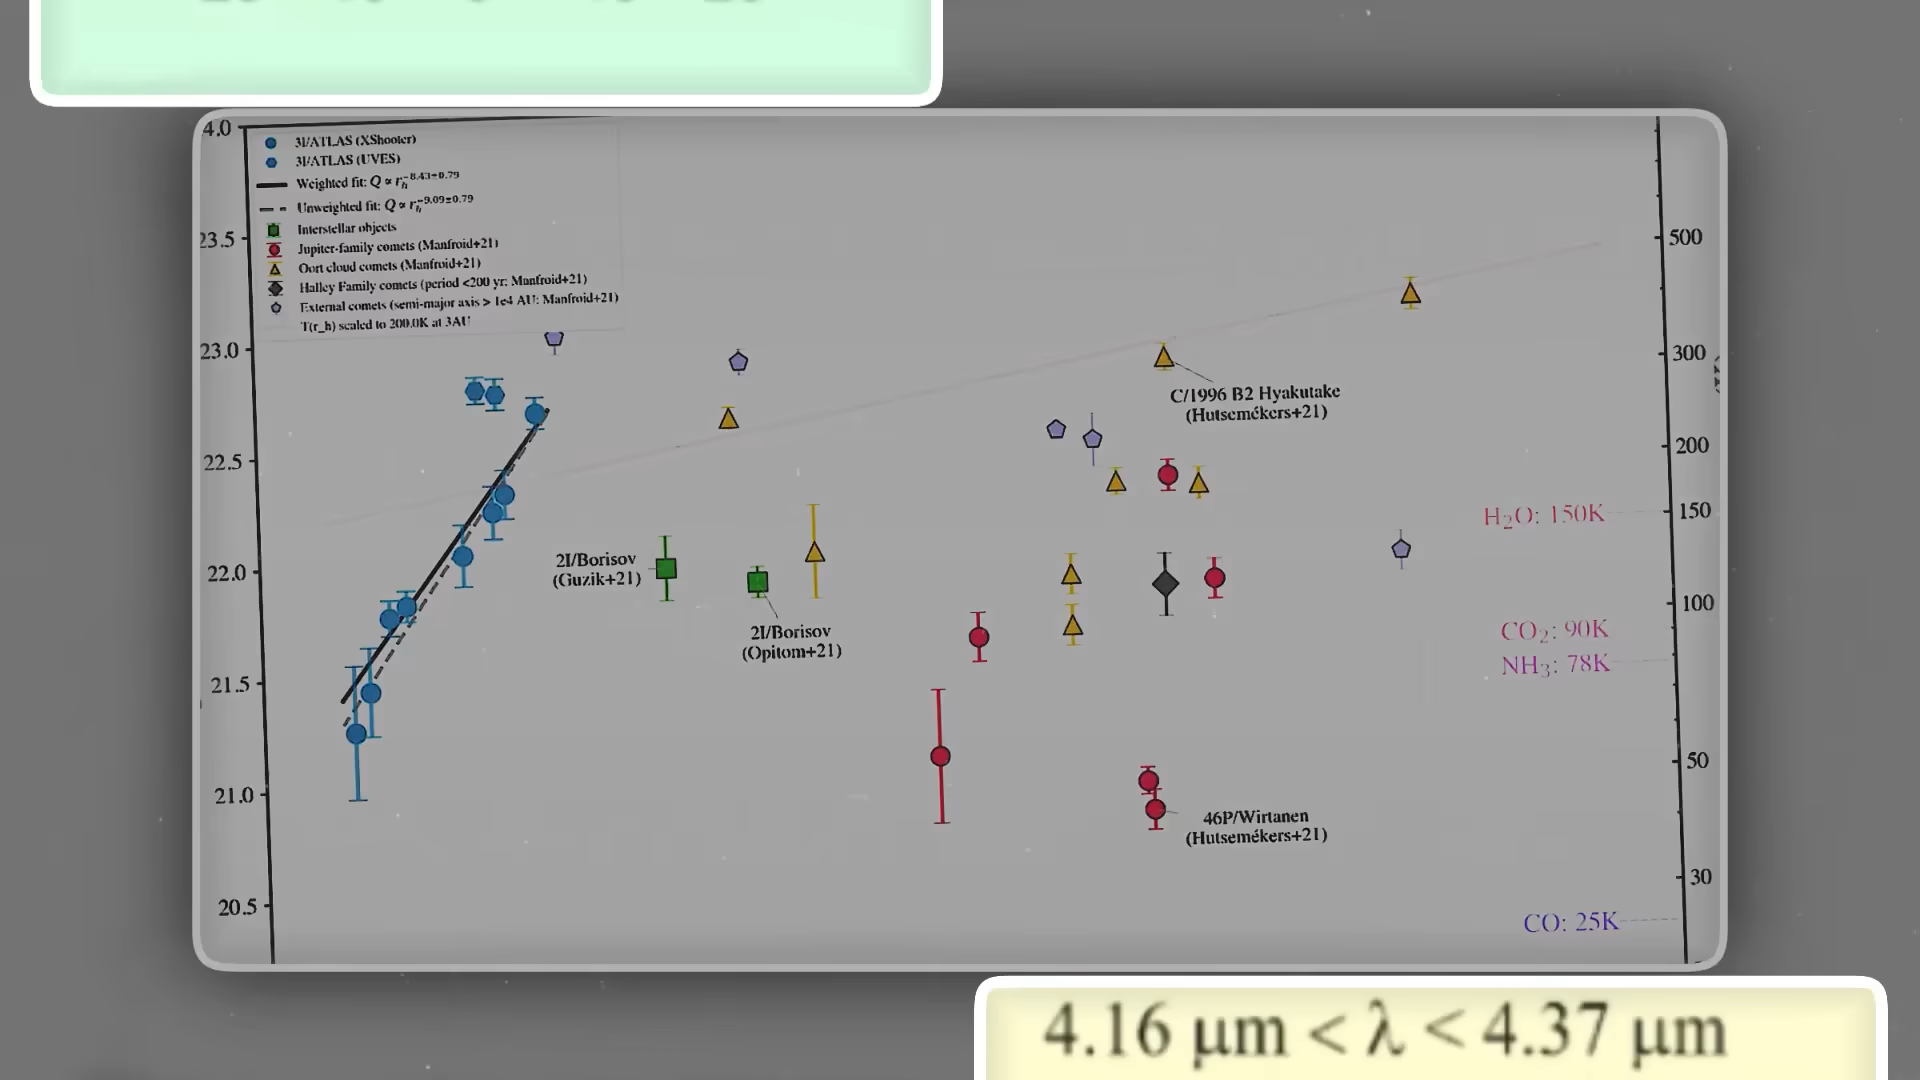 4.0
3I/ATLAS (XShooter)
3I/ATLAS (UVES)
Weighted fit: Q ∝ r_h^−8.43±0.79
Unweighted fit: Q ∝ r_h^−9.09±0.79
Interstellar objects
Jupiter-family comets (Manfroid+21)
Oort cloud comets (Manfroid+21)
Halley Family comets (period <200 yr; Manfroid+21)
External comets (semi-major axis > 1e4 AU; Manfroid+21)
T(r_h) scaled to 200.0K at 3AU
23.5
23.0
22.5
22.0
21.5
21.0
20.5
C/1996 B2 Hyakutake
(Hutsemékers+21)
2I/Borisov
(Guzik+21)
2I/Borisov
(Opitom+21)
46P/Wirtanen
(Hutsemékers+21)
H₂O: 150K
CO₂: 90K
NH₃: 78K
CO: 25K
500
300
200
150
100
50
30
4.16 μm < λ < 4.37 μm